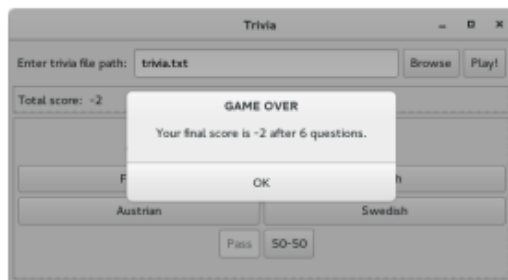 Trivia
Enter trivia file path: trivia.txt Browse Play!
Total score: -2
GAME OVER
Your final score is -2 after 6 questions.
OK
Austrian Swedish
Pass 50-50